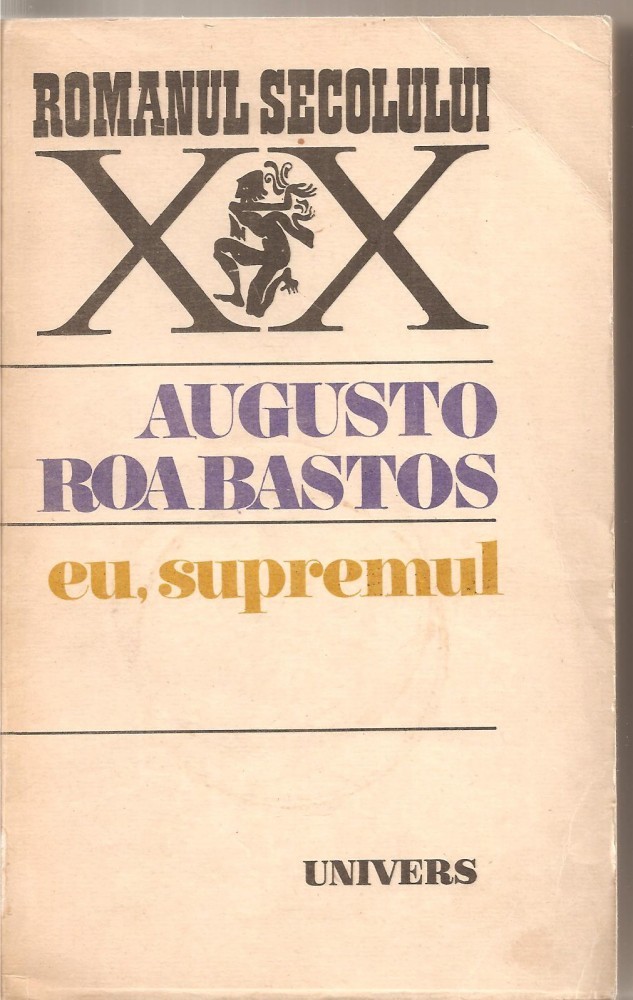 ROMANUL SECOLULUI
XX
AUGUSTO
ROA BASTOS
eu, supremul
UNIVERS